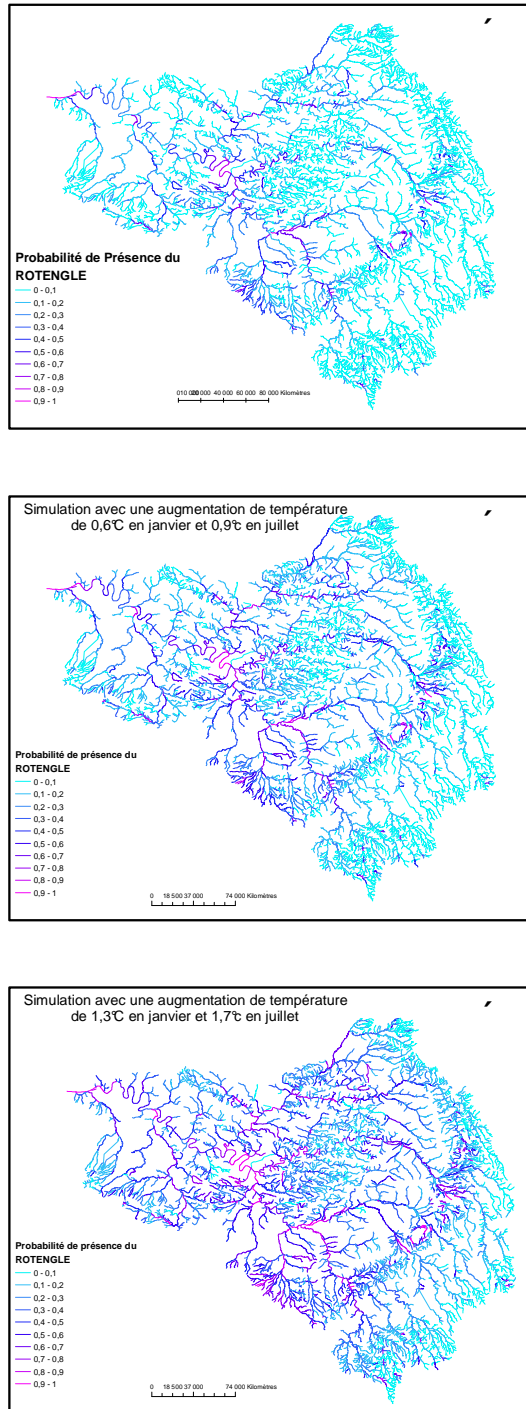 Probabilité de Présence du
ROTENGLE
0 - 0,1
0,1 - 0,2
0,2 - 0,3
0,3 - 0,4
0,4 - 0,5
0,5 - 0,6
0,6 - 0,7
0,7 - 0,8
0,8 - 0,9
0,9 - 1
40 000 60 000 80 000 Kilomètres
Simulation avec une augmentation de température
de 0,6°C en janvier et 0,9°c en juillet
Probabilité de présence du
ROTENGLE
0 - 0,1
0,1 - 0,2
0,2 - 0,3
0,3 - 0,4
0,4 - 0,5
0,5 - 0,6
0,6 - 0,7
0,7 - 0,8
0,8 - 0,9
0,9 - 1
0 18 500 37 000 74 000 Kilomètres
Simulation avec une augmentation de température
de 1,3°C en janvier et 1,7°c en juillet
Probabilité de présence du
ROTENGLE
0 - 0,1
0,1 - 0,2
0,2 - 0,3
0,3 - 0,4
0,4 - 0,5
0,5 - 0,6
0,6 - 0,7
0,7 - 0,8
0,8 - 0,9
0,9 - 1
0 18 500 37 000 74 000 Kilomètres